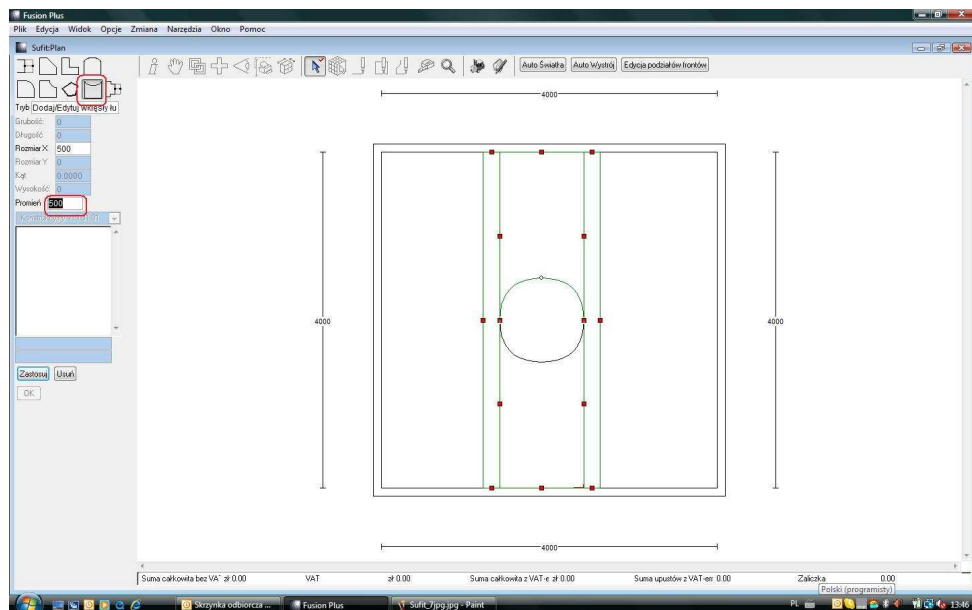 Fusion Plus
Plik Edycja Widok Opcje Zmiana Narzędzia Okno Pomoc
Sufit:Plan
Auto Światła Auto Wystrój Edycja podziałów frontów
Tryb Dodaj/Edytuj wklęsły łu
Grubość: 0
Długość 0
Rozmiar X 500
Rozmiar Y 0
Kąt 0.0000
Wysokość: 0
Promień 500
Zastosuj Usuń
OK
4000
4000 4000
4000
Suma całkowita bez VA zł 0.00 VAT zł 0.00 Suma całkowita z VAT-e zł 0.00 Suma upustów z VAT-em 0.00 Zaliczka 0.00
Polski (programisty)
Skrzynka odbiorcza ... Fusion Plus Sufit_7jpg.jpg - Paint PL 13:46